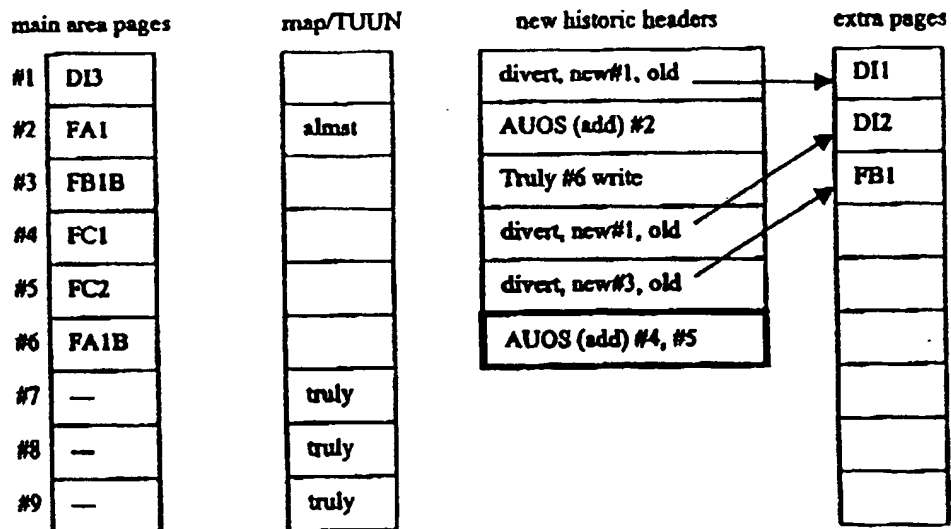 main area pages map/TUUN new historic headers extra pages
#1 DI3 divert, new#1, old DI1
#2 FA1 almst AUOS (add) #2 DI2
#3 FB1B Truly #6 write FB1
#4 FC1 divert, new#1, old
#5 FC2 divert, new#3, old
#6 FA1B AUOS (add) #4, #5
#7 — truly
#8 — truly
#9 — truly